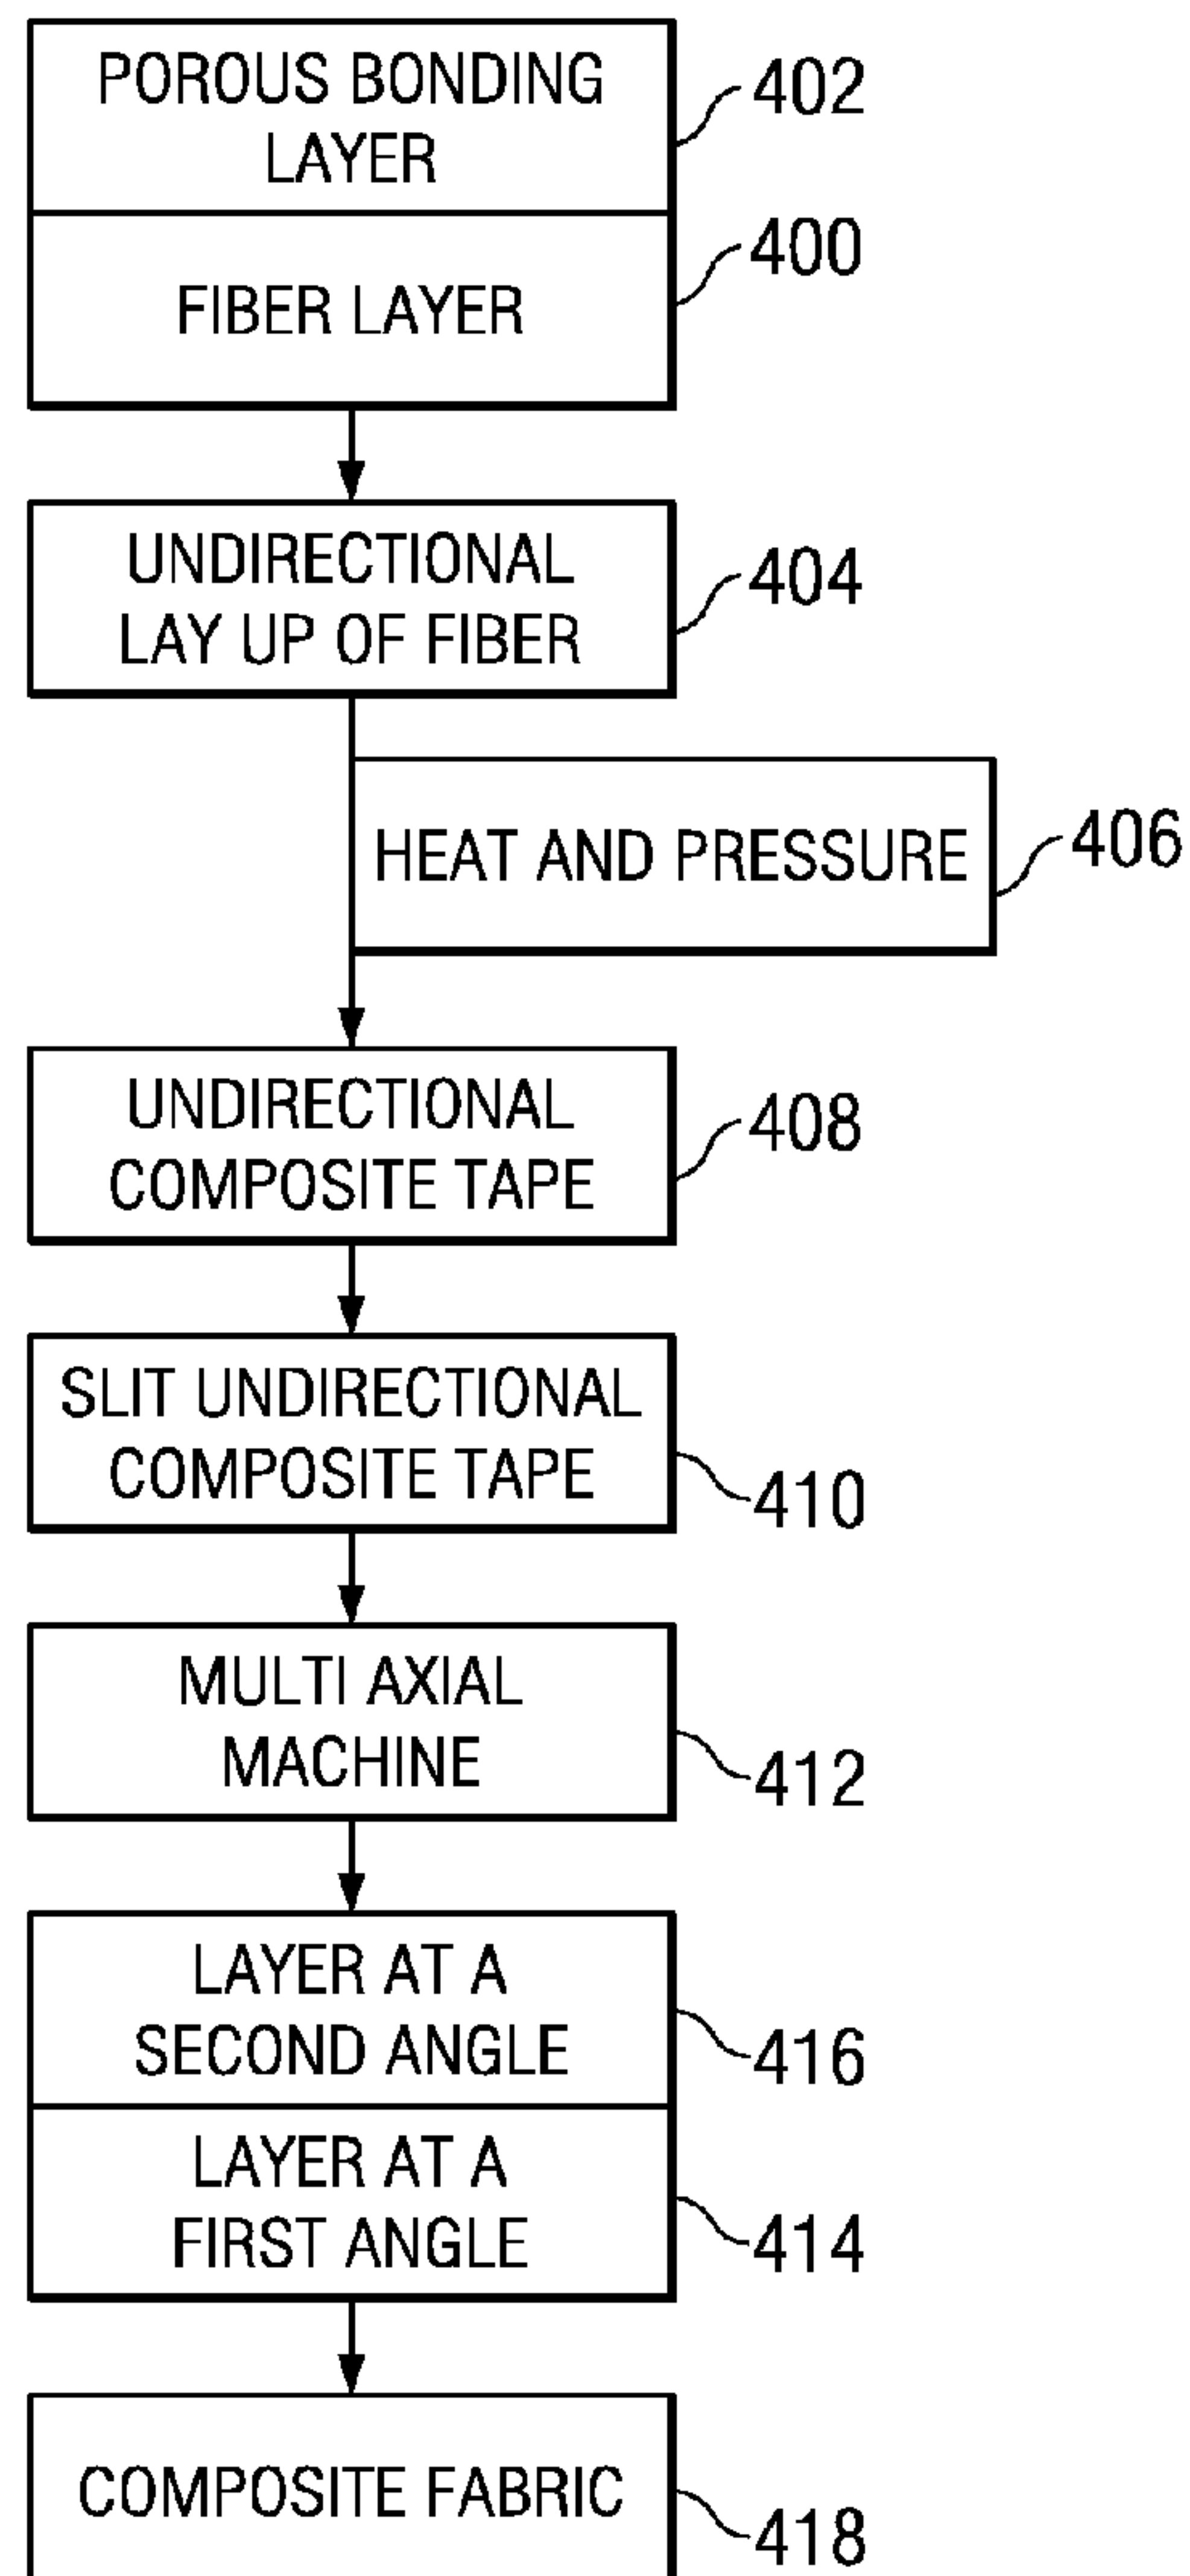 POROUS BONDING
LAYER
402
FIBER LAYER
400
UNDIRECTIONAL
LAY UP OF FIBER
404
HEAT AND PRESSURE
406
UNDIRECTIONAL
COMPOSITE TAPE
408
SLIT UNDIRECTIONAL
COMPOSITE TAPE
410
MULTI AXIAL
MACHINE
412
LAYER AT A
SECOND ANGLE
416
LAYER AT A
FIRST ANGLE
414
COMPOSITE FABRIC
418